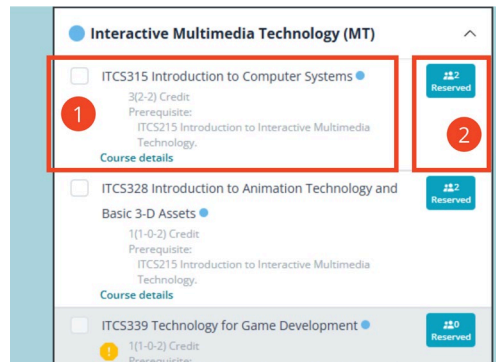 Interactive Multimedia Technology (MT)
ITCS315 Introduction to Computer Systems
2
Reserved
3(2-2) Credit
1
Prerequisite:
2
ITCS215 Introduction to Interactive Multimedia
Technology.
Course details
ITCS328 Introduction to Animation Technology and
2
Reserved
Basic 3-D Assets
1(1-0-2) Credit
Prerequisite:
ITCS215 Introduction to Interactive Multimedia
Technology.
Course details
ITCS339 Technology for Game Development
0
Reserved
1(1-0-2) Credit
Prerequisite: